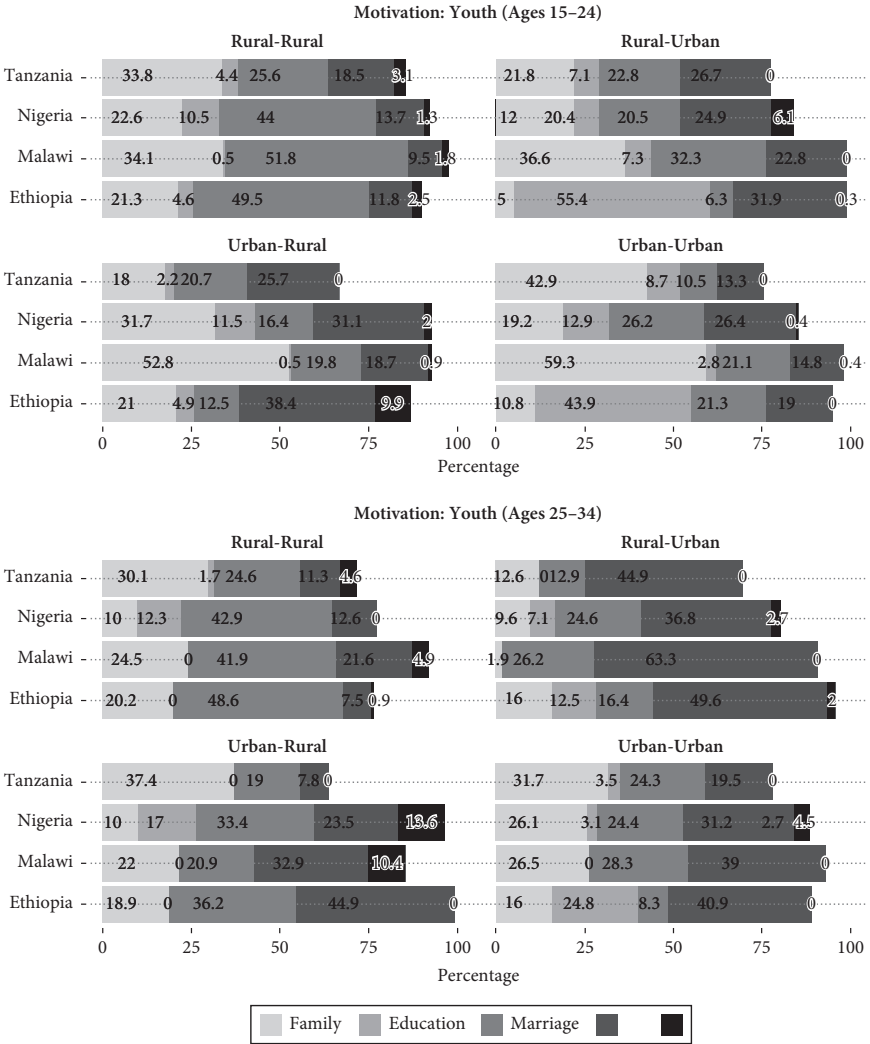 Motivation: Youth (Ages 15–24)
Rural-Rural Rural-Urban
Tanzania 33.8 4.4 25.6 18.5 3.1 21.8 7.1 22.8 26.7 0
Nigeria 22.6 10.5 44 13.7 1.3 12 20.4 20.5 24.9 6.1
Malawi 34.1 0.5 51.8 9.5 1.8 36.6 7.3 32.3 22.8 0
Ethiopia 21.3 4.6 49.5 11.8 2.5 5 55.4 6.3 31.9 0.3
Urban-Rural Urban-Urban
Tanzania 18 2.2 20.7 25.7 0 42.9 8.7 10.5 13.3 0
Nigeria 31.7 11.5 16.4 31.1 2 19.2 12.9 26.2 26.4 0.4
Malawi 52.8 0.5 19.8 18.7 0.9 59.3 2.8 21.1 14.8 0.4
Ethiopia 21 4.9 12.5 38.4 9.9 10.8 43.9 21.3 19 0
0 25 50 75 100 0 25 50 75 100
Percentage
Motivation: Youth (Ages 25–34)
Rural-Rural Rural-Urban
Tanzania 30.1 1.7 24.6 11.3 4.6 12.6 0 12.9 44.9 0
Nigeria 10 12.3 42.9 12.6 0 9.6 7.1 24.6 36.8 2.7
Malawi 24.5 0 41.9 21.6 4.9 1.9 26.2 63.3 0
Ethiopia 20.2 0 48.6 7.5 0.9 16 12.5 16.4 49.6 2
Urban-Rural Urban-Urban
Tanzania 37.4 0 19 7.8 0 31.7 3.5 24.3 19.5 0
Nigeria 10 17 33.4 23.5 13.6 26.1 3.1 24.4 31.2 2.7 4.5
Malawi 22 0 20.9 32.9 10.4 26.5 0 28.3 39 0
Ethiopia 18.9 0 36.2 44.9 0 16 24.8 8.3 40.9 0
0 25 50 75 100 0 25 50 75 100
Percentage
Family Education Marriage